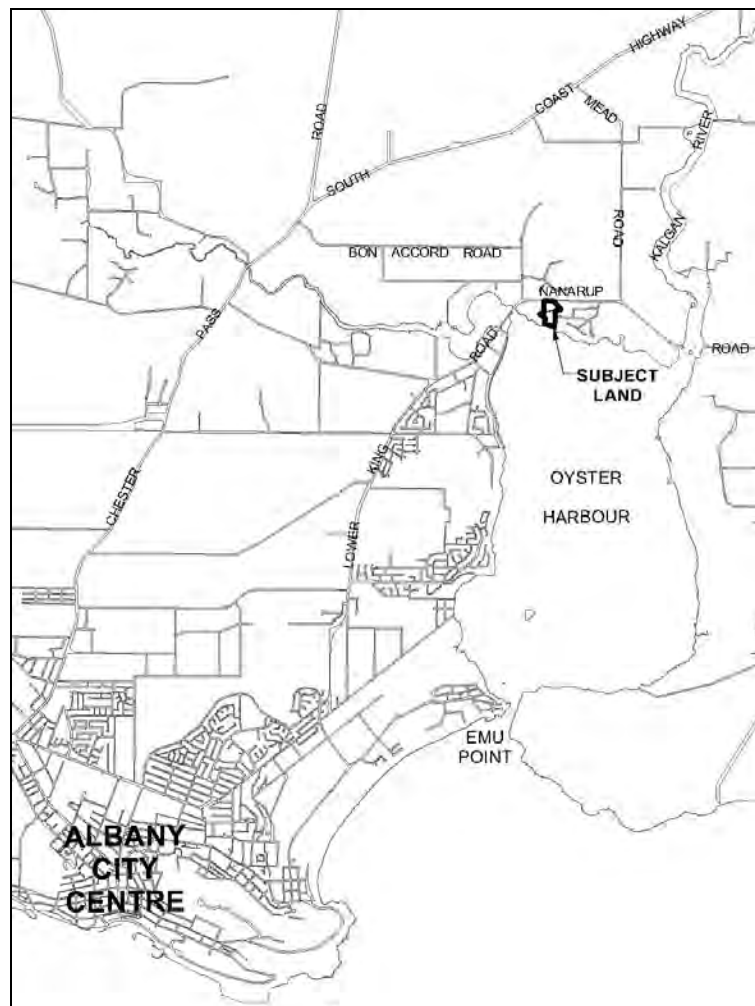 HIGHWAY
COAST
MEAD
ROAD
SOUTH
RIVER
KALGAN
ROAD
BON ACCORD ROAD
NANARUP
PASS
ROAD
ROAD
SUBJECT
LAND
KING
CHESTER
OYSTER
HARBOUR
LOWER
EMU
POINT
ALBANY
CITY
CENTRE